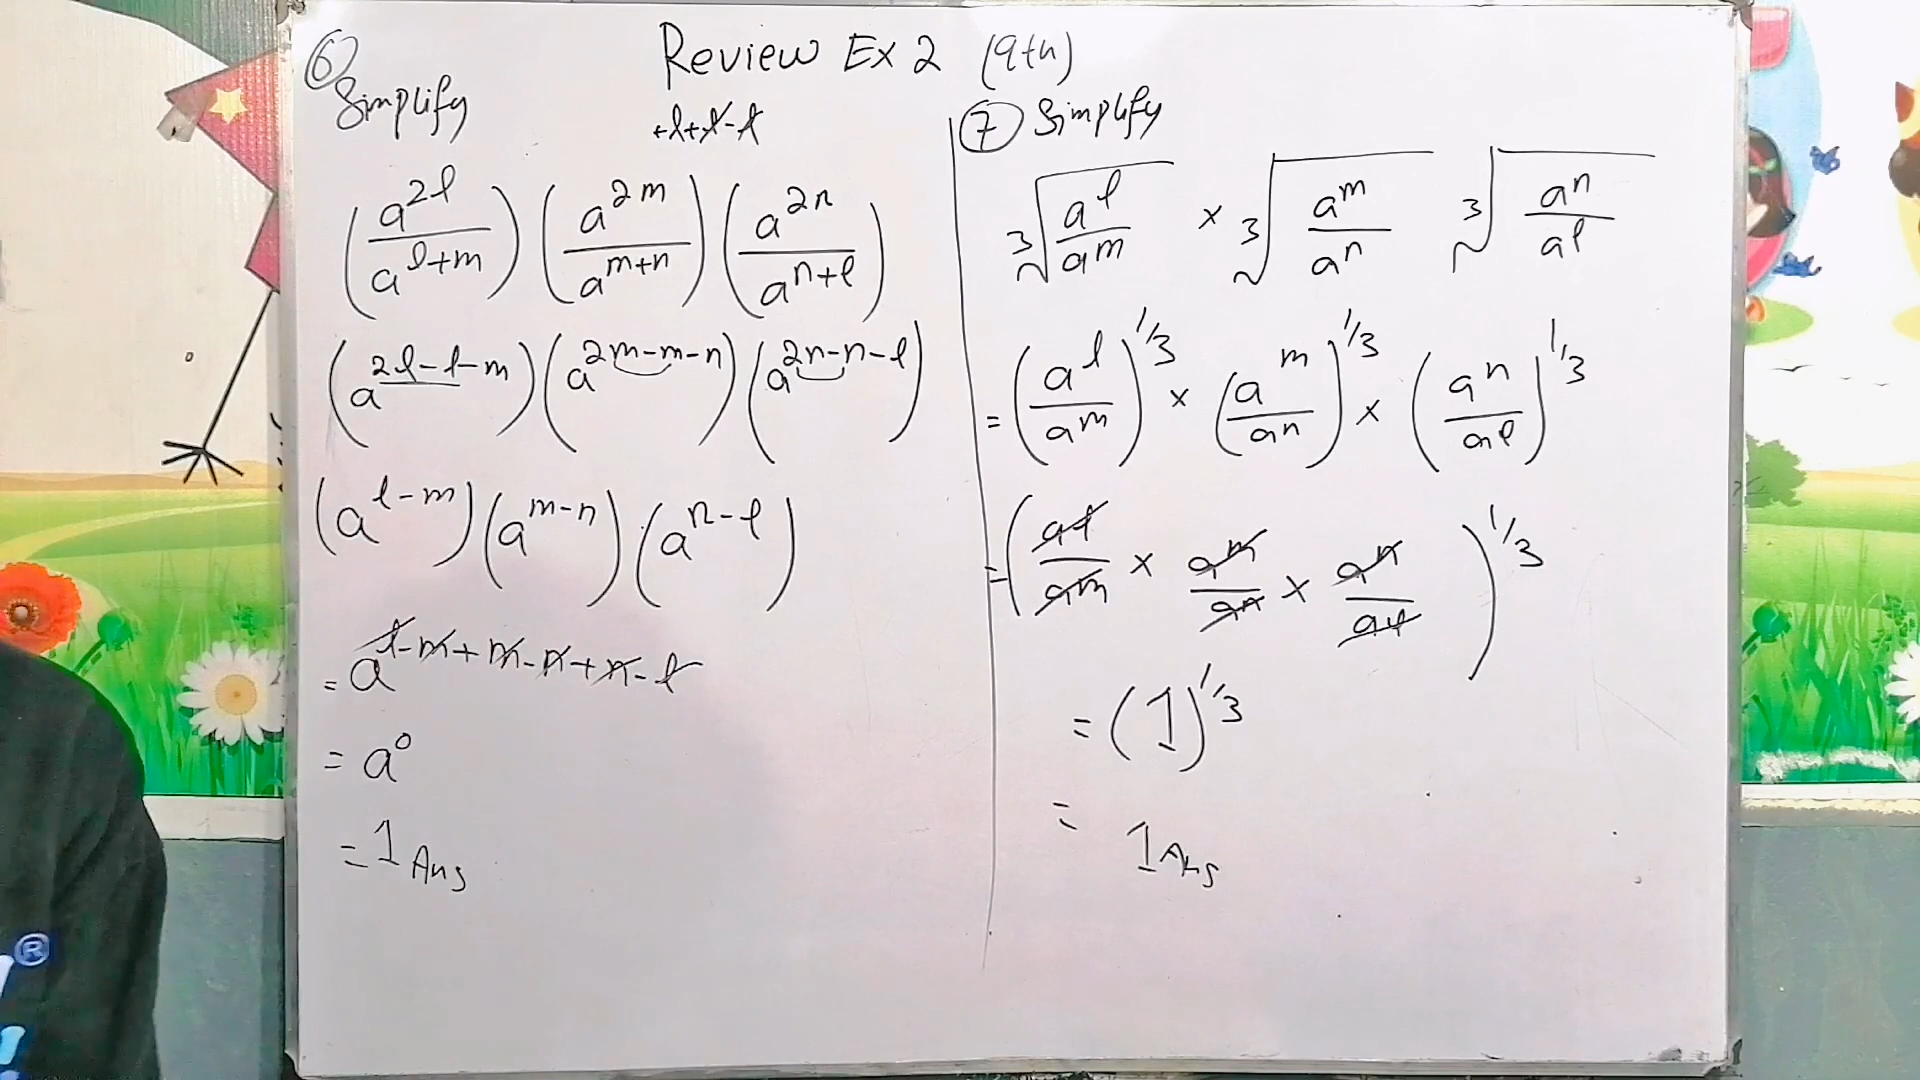 Review Ex 2 (9th)
⑥
Simplify
+l+l-l
(a^2l / a^l+m) (a^2m / a^m+n) (a^2n / a^n+l)
(a^2l-l-m) (a^2m-m-n) (a^2n-n-l)
(a^l-m) (a^m-n) (a^n-l)
= a^l-m+m-n+n-l
= a^0
= 1 Ans
⑦ Simplify
∛(a^l / a^m) × ∛(a^m / a^n) ∛(a^n / a^l)
= (a^l / a^m)^1/3 × (a^m / a^n)^1/3 × (a^n / a^l)^1/3
= (a^l / a^m × a^m / a^n × a^n / a^l)^1/3
= (1)^1/3
= 1 Ans
®